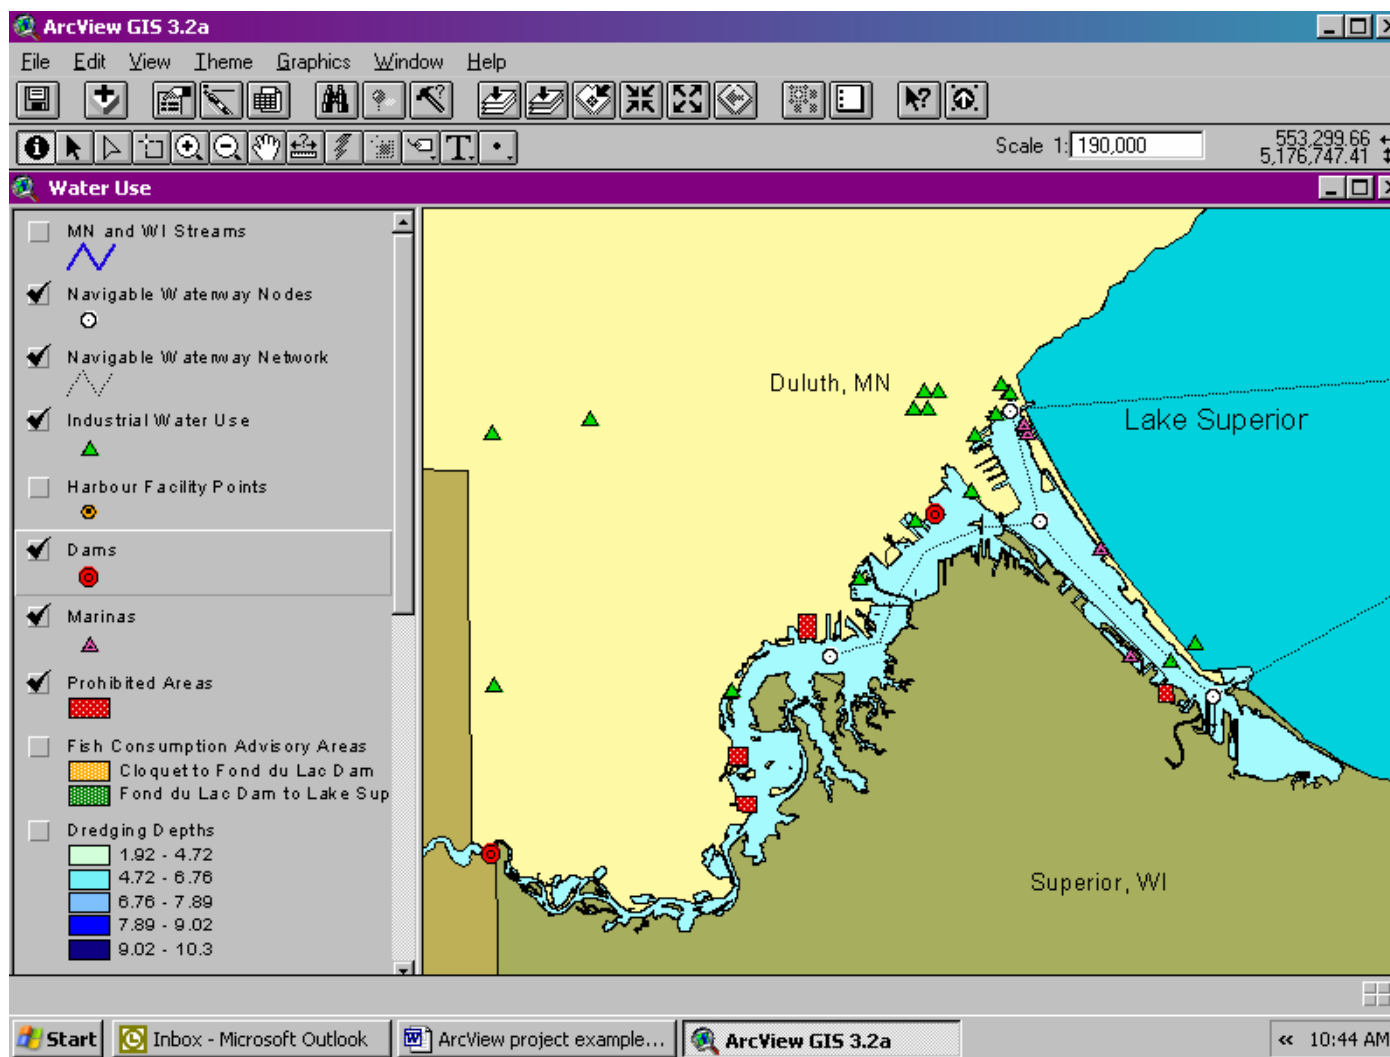 ArcView GIS 3.2a
File Edit View Theme Graphics Window Help
Scale 1: 190,000
553,299.66
5,176,747.41
Water Use
MN and WI Streams
Navigable Waterway Nodes
Navigable Waterway Network
Industrial Water Use
Harbour Facility Points
Dams
Marinas
Prohibited Areas
Fish Consumption Advisory Areas
Cloquet to Fond du Lac Dam
Fond du Lac Dam to Lake Sup
Dredging Depths
1.92 - 4.72
4.72 - 6.76
6.76 - 7.89
7.89 - 9.02
9.02 - 10.3
Duluth, MN
Lake Superior
Superior, WI
Start
Inbox - Microsoft Outlook
ArcView project example...
ArcView GIS 3.2a
« 10:44 AM